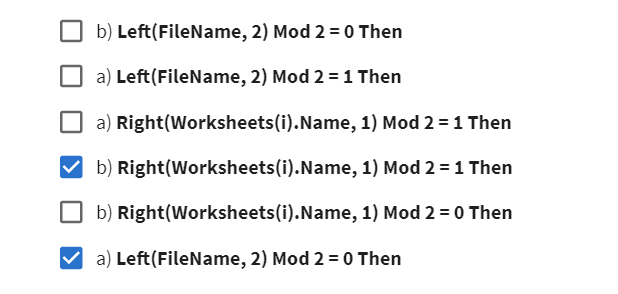 b) Left(FileName, 2) Mod 2 = 0 Then
a) Left(FileName, 2) Mod 2 = 1 Then
a) Right(Worksheets(i).Name, 1) Mod 2 = 1 Then
b) Right(Worksheets(i).Name, 1) Mod 2 = 1 Then
b) Right(Worksheets(i).Name, 1) Mod 2 = 0 Then
a) Left(FileName, 2) Mod 2 = 0 Then